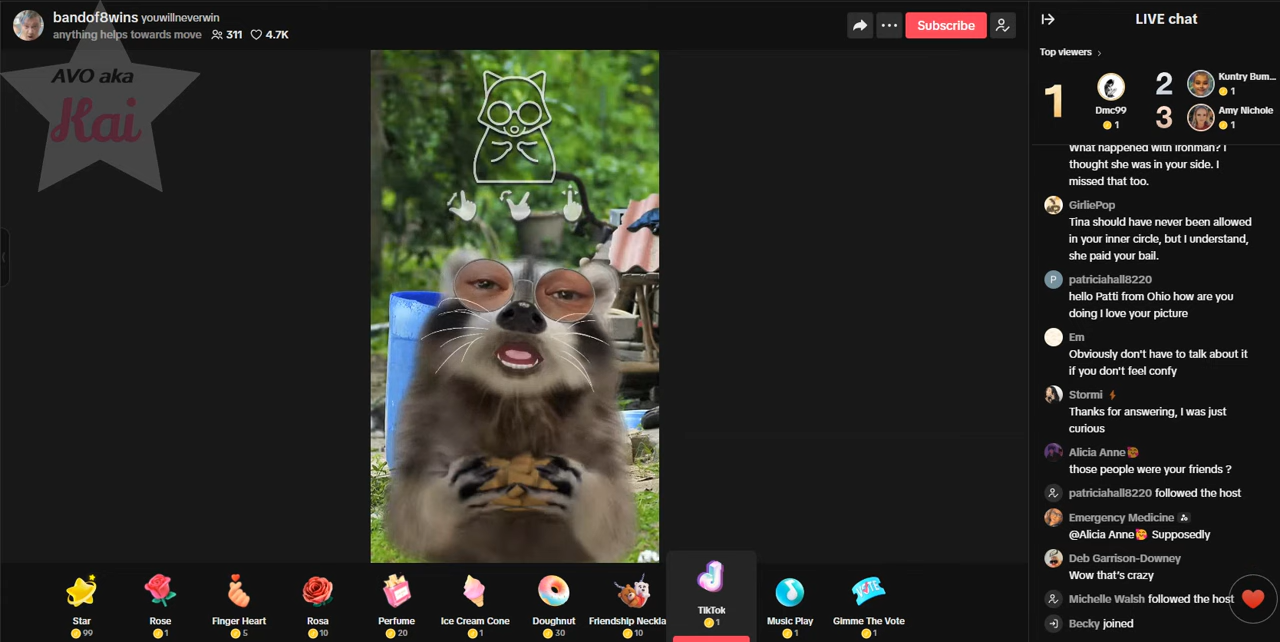 bandof8wins youwillneverwin
anything helps towards move 311 4.7K
Subscribe
AVO aka
Kai
LIVE chat
Top viewers
1
Dmc99
1
2
Kuntry Bum...
1
3
Amy Nichole
1
What happened with ironman? I
thought she was in your side. I
missed that too.
GirliePop
Tina should have never been allowed
in your inner circle, but I understand,
she paid your bail.
P patriciahall8220
hello Patti from Ohio how are you
doing I love your picture
Em
Obviously don't have to talk about it
if you don't feel confy
Stormi
Thanks for answering, I was just
curious
Alicia Anne
those people were your friends ?
patriciahall8220 followed the host
Emergency Medicine
@Alicia Anne Supposedly
Deb Garrison-Downey
Wow that's crazy
Michelle Walsh followed the host
Becky joined
Star
99
Rose
1
Finger Heart
5
Rosa
10
Perfume
20
Ice Cream Cone
1
Doughnut
30
Friendship Neckla
10
TikTok
1
Music Play
1
VOTE
Gimme The Vote
1